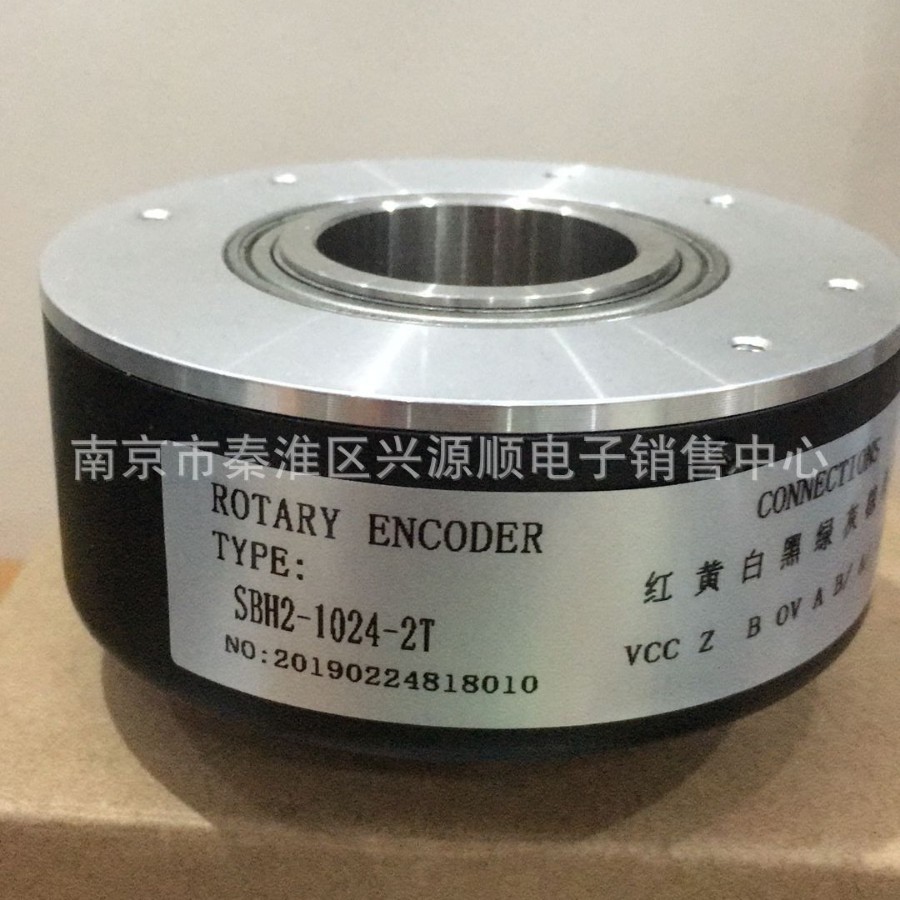 南京市秦淮区兴源顺电子销售中心
ROTARY ENCODER
TYPE:
SBH2-1024-2T
NO:20190224818010
CONNECTIONS
红 黄 白 黑 绿 灰
VCC Z B 0V A B/